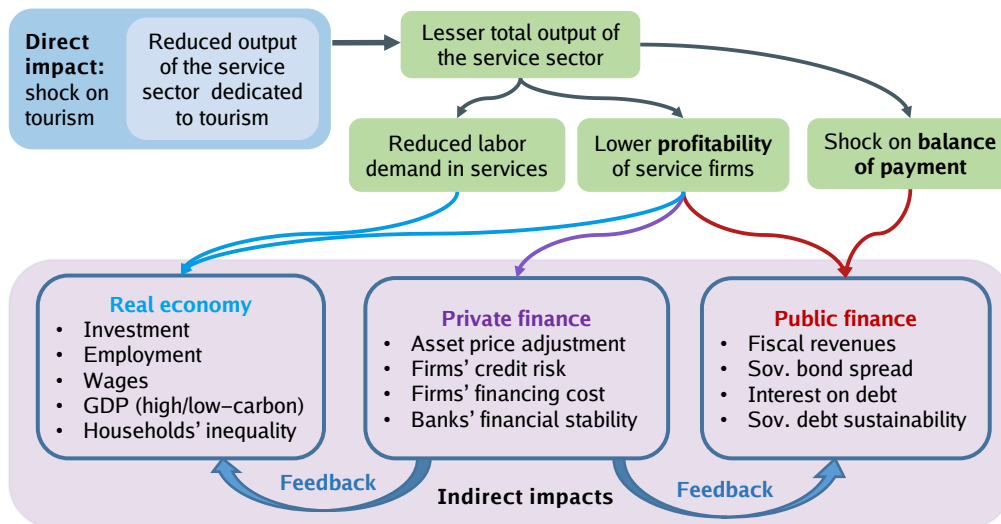 Direct
impact:
shock on
tourism
Reduced output
of the service
sector dedicated
to tourism
Lesser total output of
the service sector
Reduced labor
demand in services
Lower profitability
of service firms
Shock on balance
of payment
Real economy
• Investment
• Employment
• Wages
• GDP (high/low–carbon)
• Households’ inequality
Private finance
• Asset price adjustment
• Firms’ credit risk
• Firms’ financing cost
• Banks’ financial stability
Public finance
• Fiscal revenues
• Sov. bond spread
• Interest on debt
• Sov. debt sustainability
Feedback
Indirect impacts
Feedback